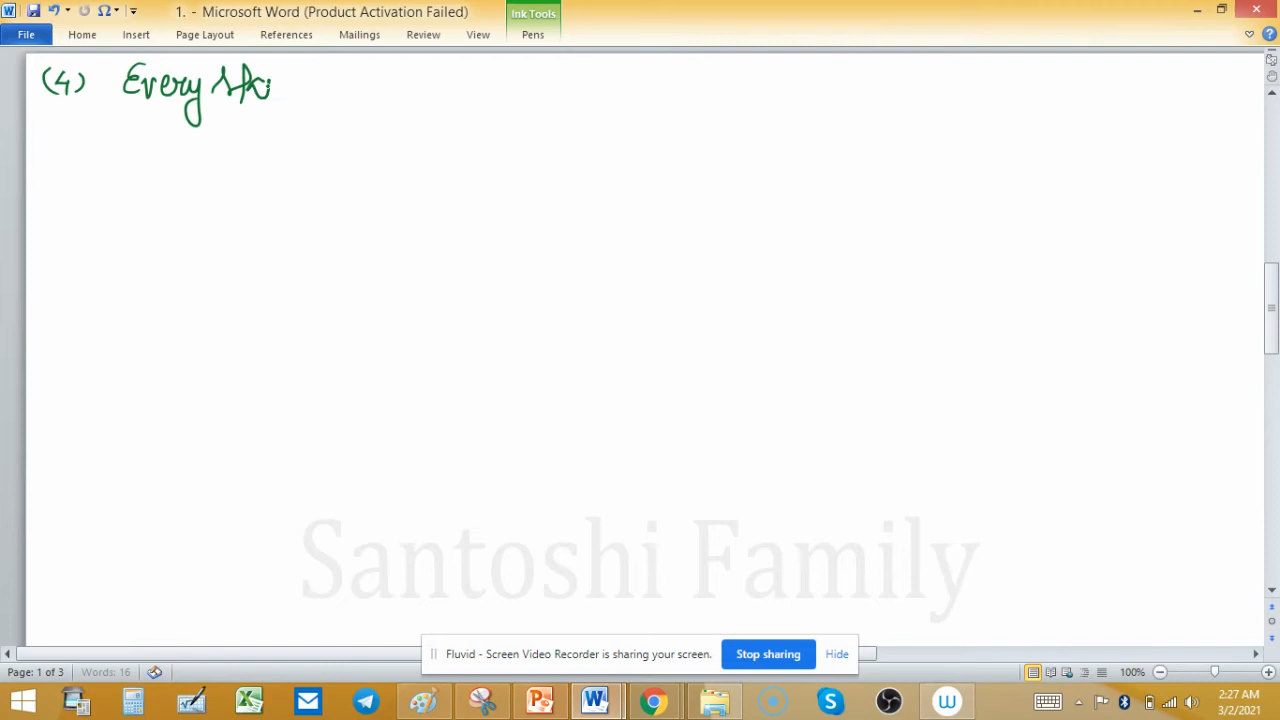 1. - Microsoft Word (Product Activation Failed)
Ink Tools
File Home Insert Page Layout References Mailings Review View Pens
(4) Every
Santoshi Family
Fluvid - Screen Video Recorder is sharing your screen. Stop sharing Hide
Page: 1 of 3 Words: 16 100%
2:27 AM
3/2/2021